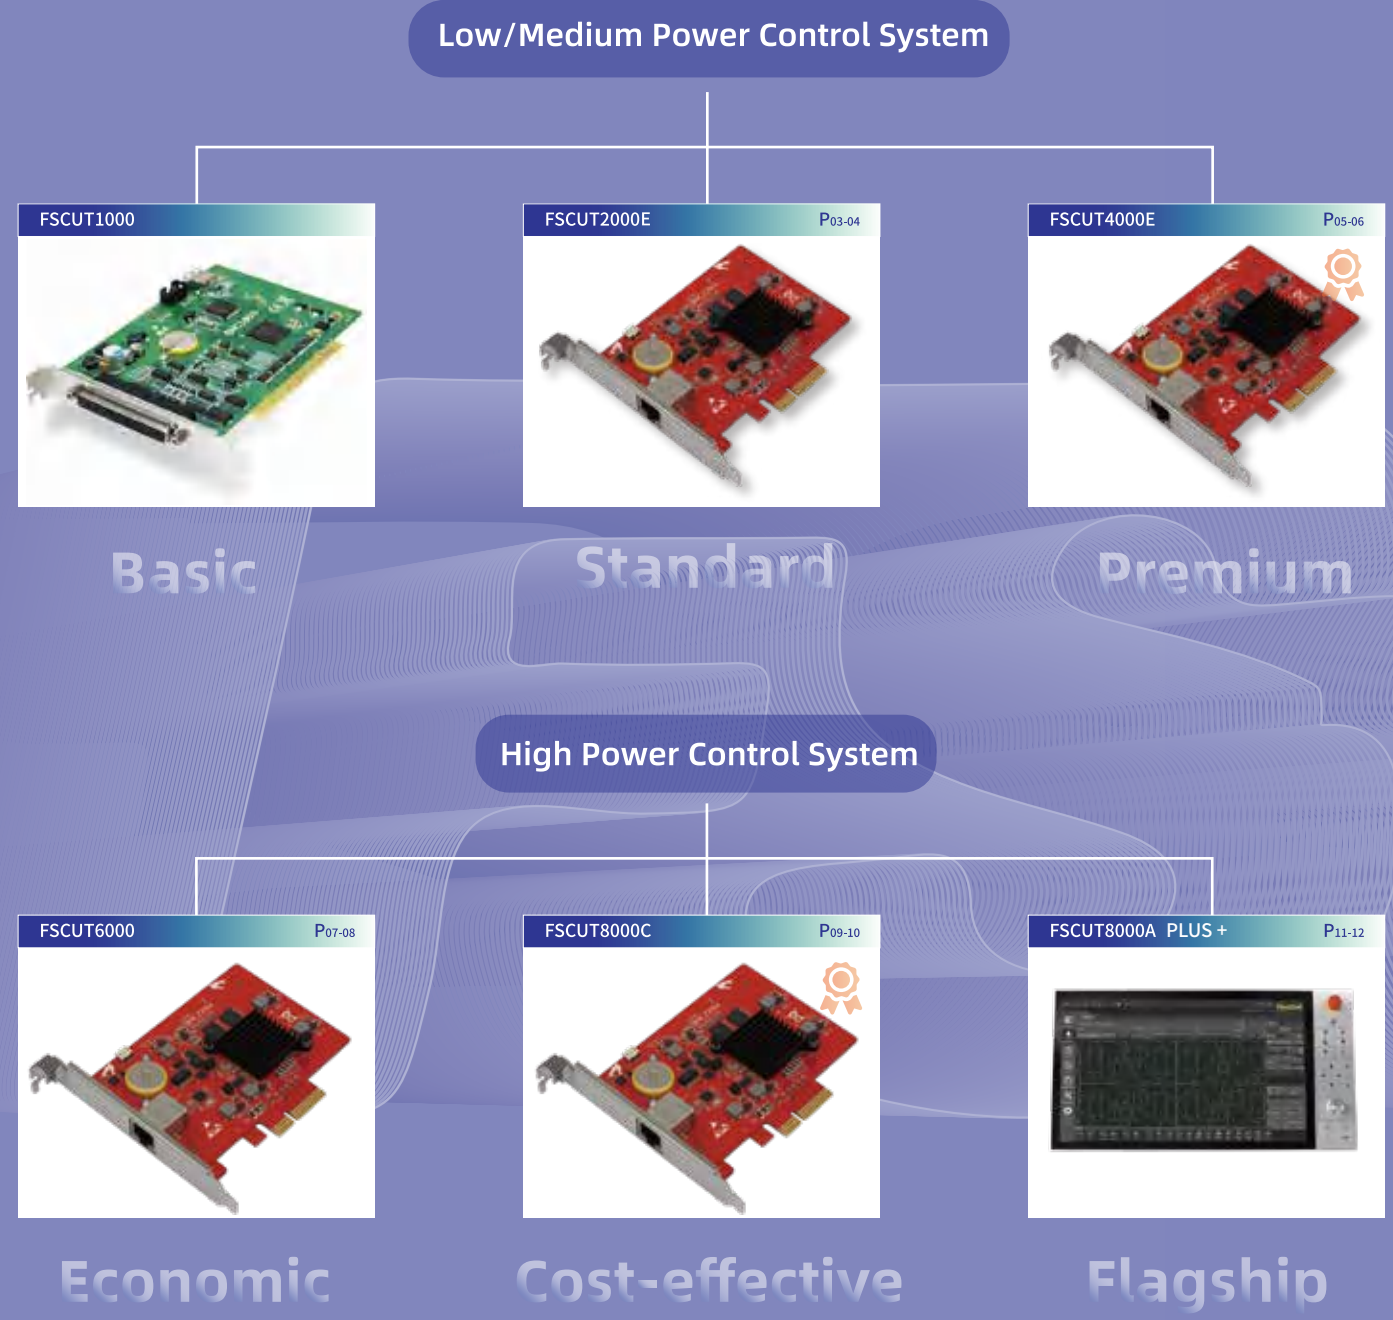 Low/Medium Power Control System
FSCUT1000
FSCUT2000E P03-04
FSCUT4000E P05-06
Basic
Standard
Premium
High Power Control System
FSCUT6000 P07-08
FSCUT8000C P09-10
FSCUT8000A PLUS + P11-12
Economic
Cost-effective
Flagship